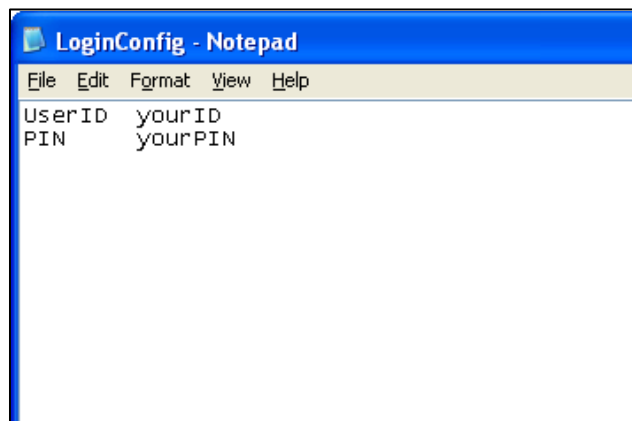 LoginConfig - Notepad
File Edit Format View Help
UserID yourID
PIN yourPIN